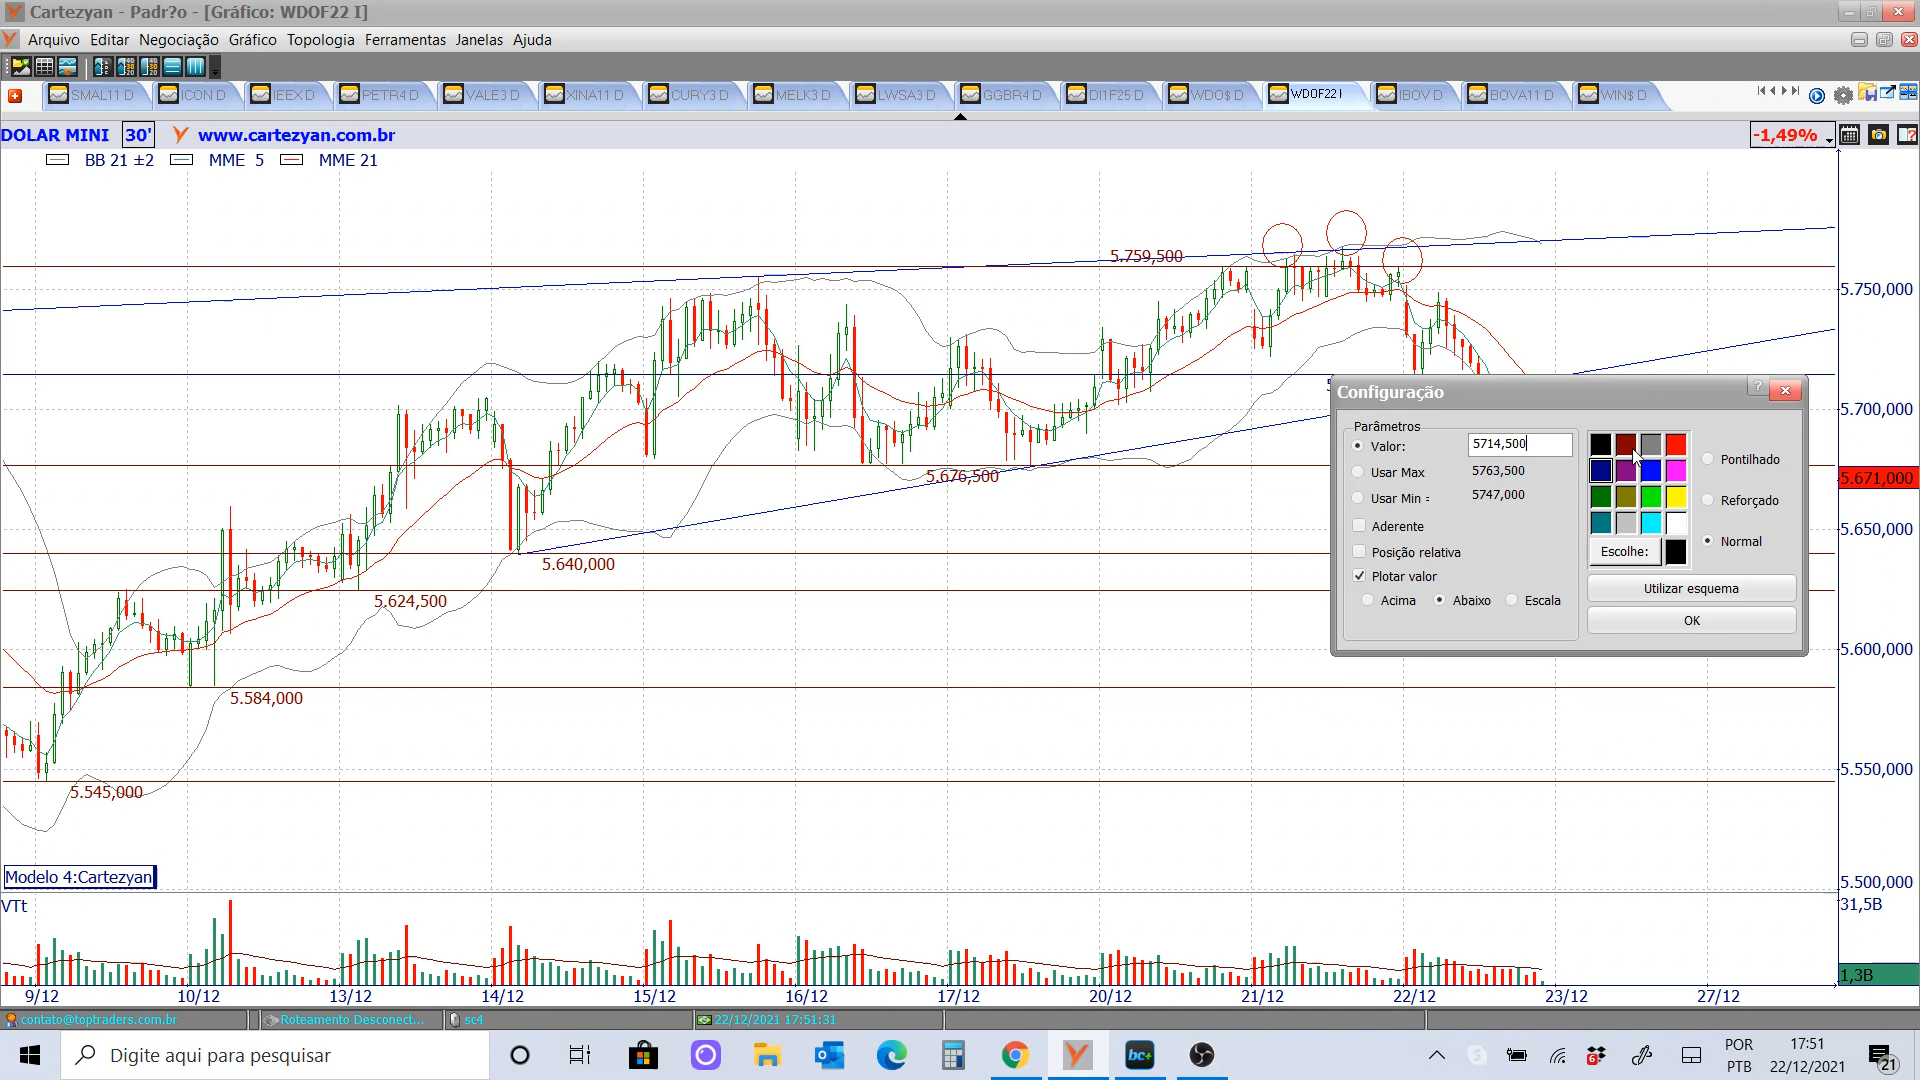 Cartezyan - Padr?o - [Gráfico: WDOF22 I]
Arquivo Editar Negociação Gráfico Topologia Ferramentas Janelas Ajuda
SMAL11 D ICON D IEEX D PETR4 D VALE3 D XINA11 D CURY3 D MELK3 D LWSA3 D GGBR4 D DI1F25 D WDO$ D WDOF22 I IBOV D BOVA11 D WIN$ D
DOLAR MINI 30' www.cartezyan.com.br -1,49%
BB 21 ±2 MME 5 MME 21
5.759,500
5.750,000
Configuração
5.700,000
Parâmetros
Valor: 5714,500
Pontilhado
Usar Max 5763,500
5.676,500
5.671,000
Usar Min = 5747,000
Reforçado
Aderente
5.650,000
Normal
Posição relativa
Escolhe:
5.640,000
Plotar valor
Utilizar esquema
Acima Abaixo Escala
5.624,500
OK
5.600,000
5.584,000
5.550,000
5.545,000
Modelo 4:Cartezyan
5.500,000
VTt
31,5B
1,3B
9/12 10/12 13/12 14/12 15/12 16/12 17/12 20/12 21/12 22/12 23/12 27/12
contato@toptraders.com.br Roteamento Desconect... sc4 22/12/2021 17:51:31
Digite aqui para pesquisar
bc+
6
POR
PTB
17:51
22/12/2021
21